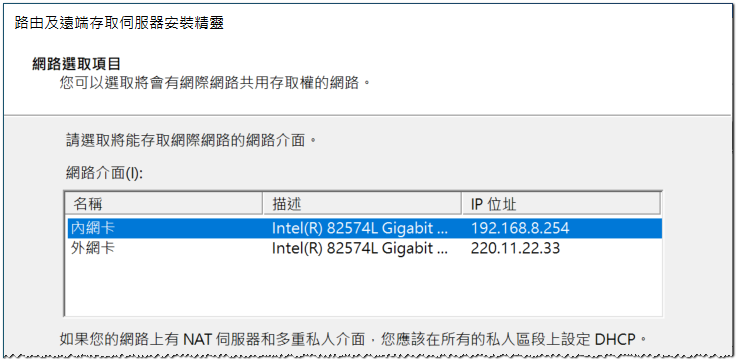 路由及遠端存取伺服器安裝精靈
網路選取項目
您可以選取將會有網際網路共用存取權的網路。
請選取將能存取網際網路的網路介面。
網路介面(I):
名稱 描述 IP 位址
內網卡 Intel(R) 82574L Gigabit ... 192.168.8.254
外網卡 Intel(R) 82574L Gigabit ... 220.11.22.33
如果您的網路上有 NAT 伺服器和多重私人介面，您應該在所有的私人區段上設定 DHCP。